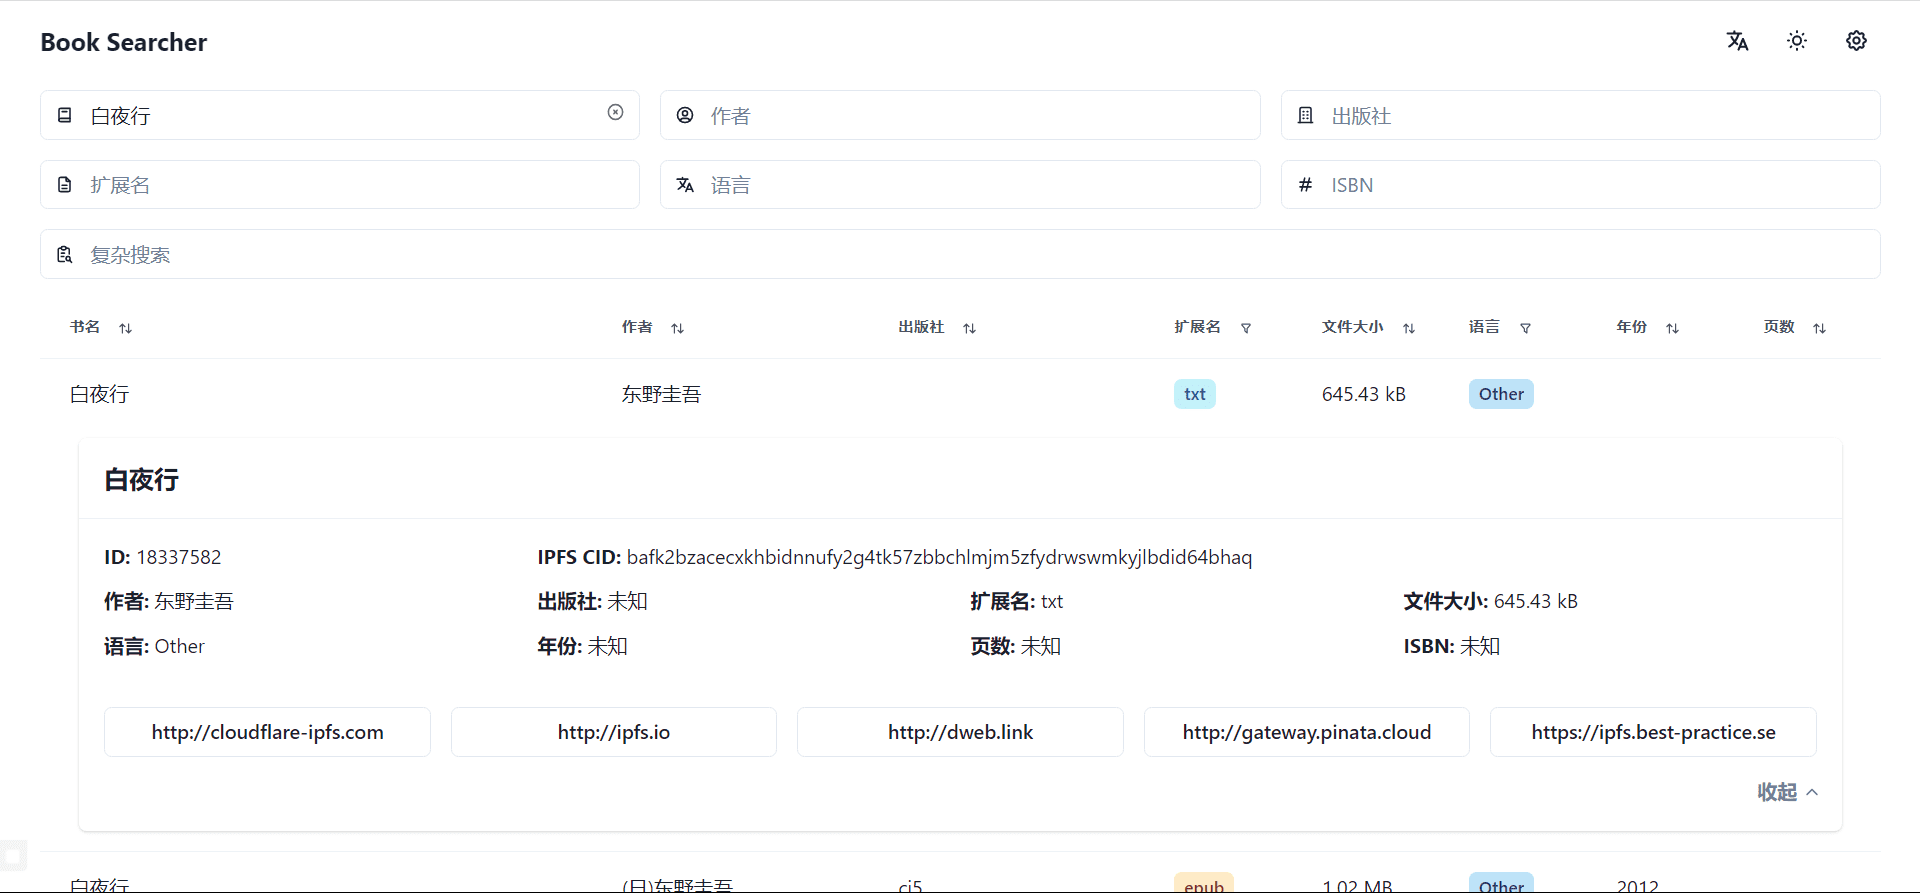 Book Searcher
白夜行 作者 出版社
扩展名 语言 ISBN
复杂搜索
书名 作者 出版社 扩展名 文件大小 语言 年份 页数
白夜行 东野圭吾 txt 645.43 kB Other
白夜行
ID: 18337582 IPFS CID: bafk2bzacecxkhbidnnufy2g4tk57zbbchlmjm5zfydrwswmkyjlbdid64bhaq
作者: 东野圭吾 出版社: 未知 扩展名: txt 文件大小: 645.43 kB
语言: Other 年份: 未知 页数: 未知 ISBN: 未知
http://cloudflare-ipfs.com http://ipfs.io http://dweb.link http://gateway.pinata.cloud https://ipfs.best-practice.se
收起
白夜行 (日)东野圭吾 ci5 epub 1.02 MB Other 2012